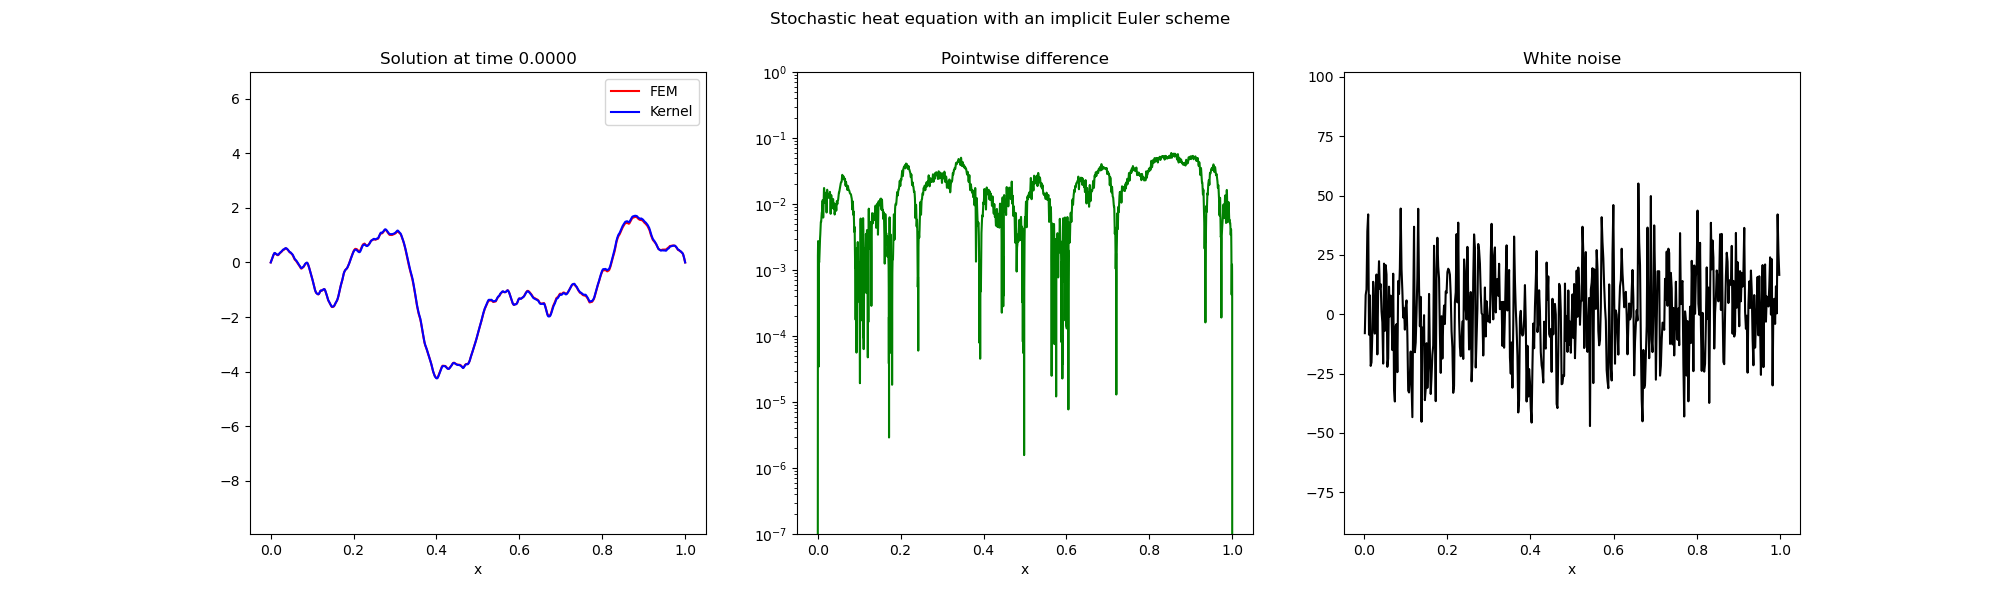 Stochastic heat equation with an implicit Euler scheme
Solution at time 0.0000
6
4
2
0
−2
−4
−6
−8
0.0 0.2 0.4 0.6 0.8 1.0
x
FEM
Kernel
Pointwise difference
10⁰
10⁻¹
10⁻²
10⁻³
10⁻⁴
10⁻⁵
10⁻⁶
10⁻⁷
0.0 0.2 0.4 0.6 0.8 1.0
x
White noise
100
75
50
25
0
−25
−50
−75
0.0 0.2 0.4 0.6 0.8 1.0
x